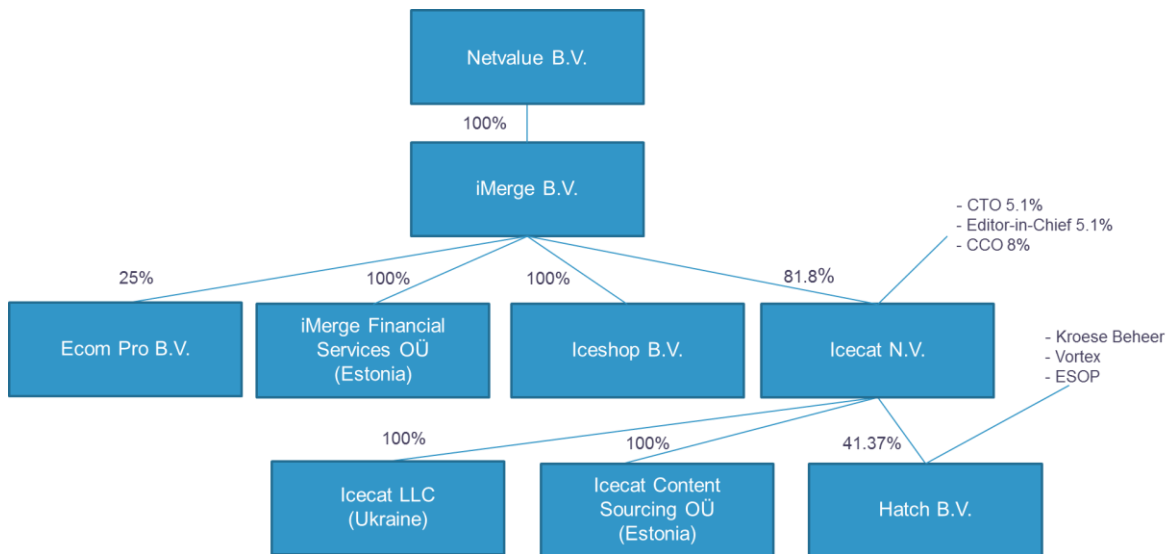 Netvalue B.V.
100%
iMerge B.V.
- CTO 5.1%
- Editor-in-Chief 5.1%
- CCO 8%
25%
100%
100%
81.8%
Ecom Pro B.V.
iMerge Financial
Services OÜ
(Estonia)
Iceshop B.V.
Icecat N.V.
- Kroese Beheer
- Vortex
- ESOP
100%
100%
41.37%
Icecat LLC
(Ukraine)
Icecat Content
Sourcing OÜ
(Estonia)
Hatch B.V.